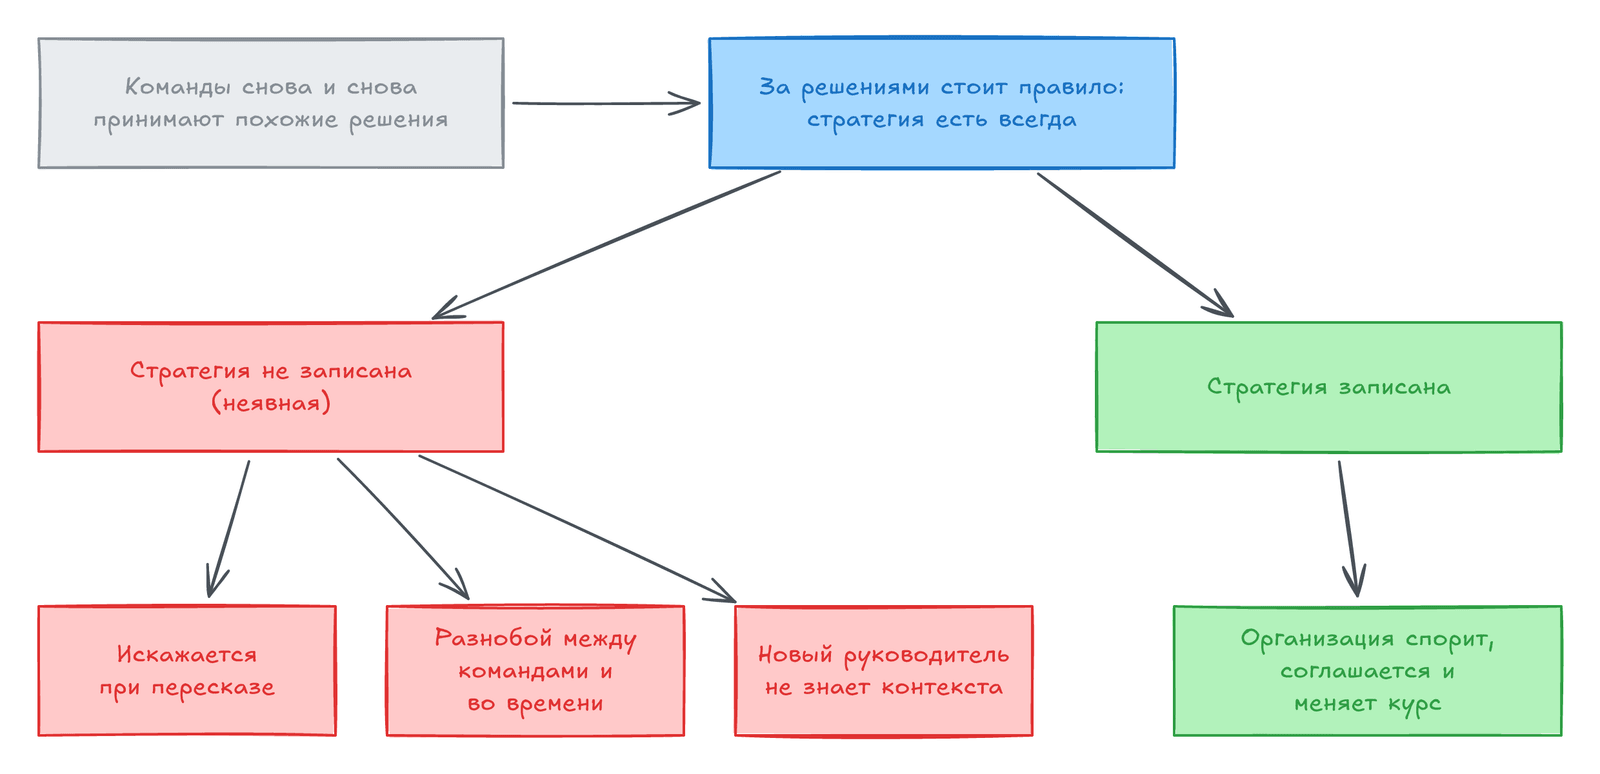 Команды снова и снова
принимают похожие решения
За решениями стоит правило:
стратегия есть всегда
Стратегия не записана
(неявная)
Стратегия записана
Искажается
при пересказе
Разнобой между
командами и
во времени
Новый руководитель
не знает контекста
Организация спорит,
соглашается и
меняет курс